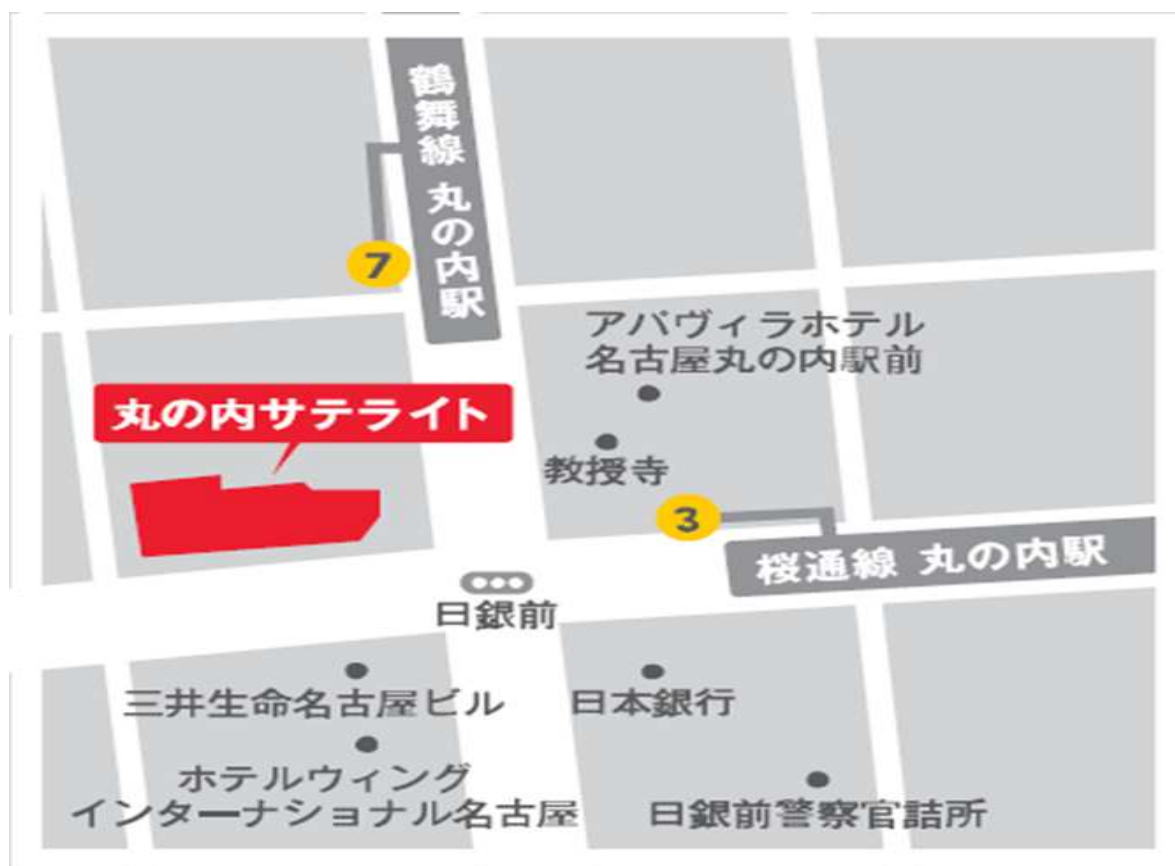 鶴舞線 丸の内駅
7
アパヴィラホテル
名古屋丸の内駅前
丸の内サテライト
教授寺
3
桜通線 丸の内駅
日銀前
三井生命名古屋ビル
日本銀行
ホテルウィング
インターナショナル名古屋
日銀前警察官詰所